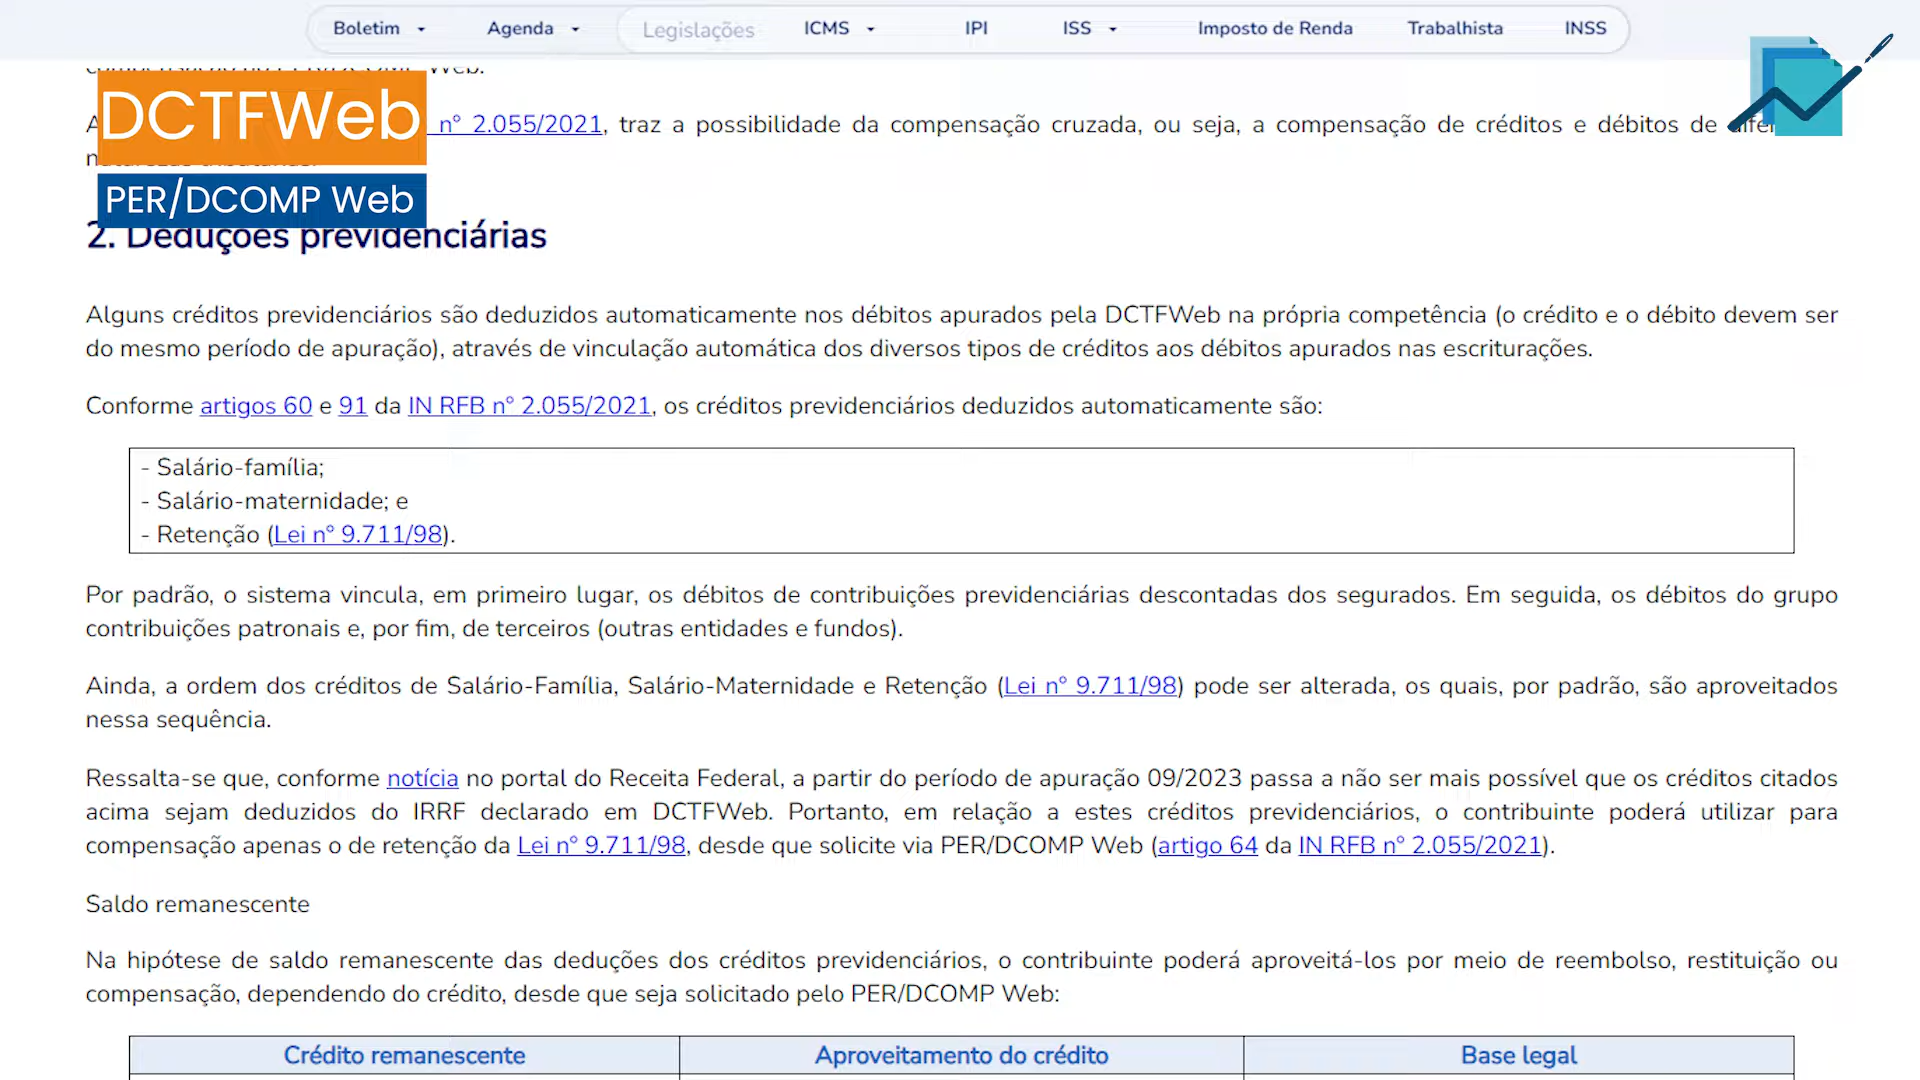 Boletim Agenda Legislações ICMS IPI ISS Imposto de Renda Trabalhista INSS
DCTFWeb
PER/DCOMP Web
nº 2.055/2021, traz a possibilidade da compensação cruzada, ou seja, a compensação de créditos e débitos de
2. Deduções previdenciárias
Alguns créditos previdenciários são deduzidos automaticamente nos débitos apurados pela DCTFWeb na própria competência (o crédito e o débito devem ser
do mesmo período de apuração), através de vinculação automática dos diversos tipos de créditos aos débitos apurados nas escriturações.
Conforme artigos 60 e 91 da IN RFB nº 2.055/2021, os créditos previdenciários deduzidos automaticamente são:
- Salário-família;
- Salário-maternidade; e
- Retenção (Lei nº 9.711/98).
Por padrão, o sistema vincula, em primeiro lugar, os débitos de contribuições previdenciárias descontadas dos segurados. Em seguida, os débitos do grupo
contribuições patronais e, por fim, de terceiros (outras entidades e fundos).
Ainda, a ordem dos créditos de Salário-Família, Salário-Maternidade e Retenção (Lei nº 9.711/98) pode ser alterada, os quais, por padrão, são aproveitados
nessa sequência.
Ressalta-se que, conforme notícia no portal do Receita Federal, a partir do período de apuração 09/2023 passa a não ser mais possível que os créditos citados
acima sejam deduzidos do IRRF declarado em DCTFWeb. Portanto, em relação a estes créditos previdenciários, o contribuinte poderá utilizar para
compensação apenas o de retenção da Lei nº 9.711/98, desde que solicite via PER/DCOMP Web (artigo 64 da IN RFB nº 2.055/2021).
Saldo remanescente
Na hipótese de saldo remanescente das deduções dos créditos previdenciários, o contribuinte poderá aproveitá-los por meio de reembolso, restituição ou
compensação, dependendo do crédito, desde que seja solicitado pelo PER/DCOMP Web:
Crédito remanescente Aproveitamento do crédito Base legal